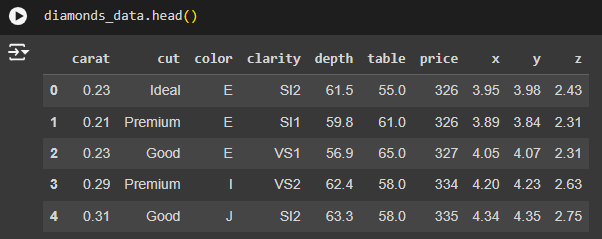 diamonds_data.head()
carat cut color clarity depth table price x y z
0 0.23 Ideal E SI2 61.5 55.0 326 3.95 3.98 2.43
1 0.21 Premium E SI1 59.8 61.0 326 3.89 3.84 2.31
2 0.23 Good E VS1 56.9 65.0 327 4.05 4.07 2.31
3 0.29 Premium I VS2 62.4 58.0 334 4.20 4.23 2.63
4 0.31 Good J SI2 63.3 58.0 335 4.34 4.35 2.75